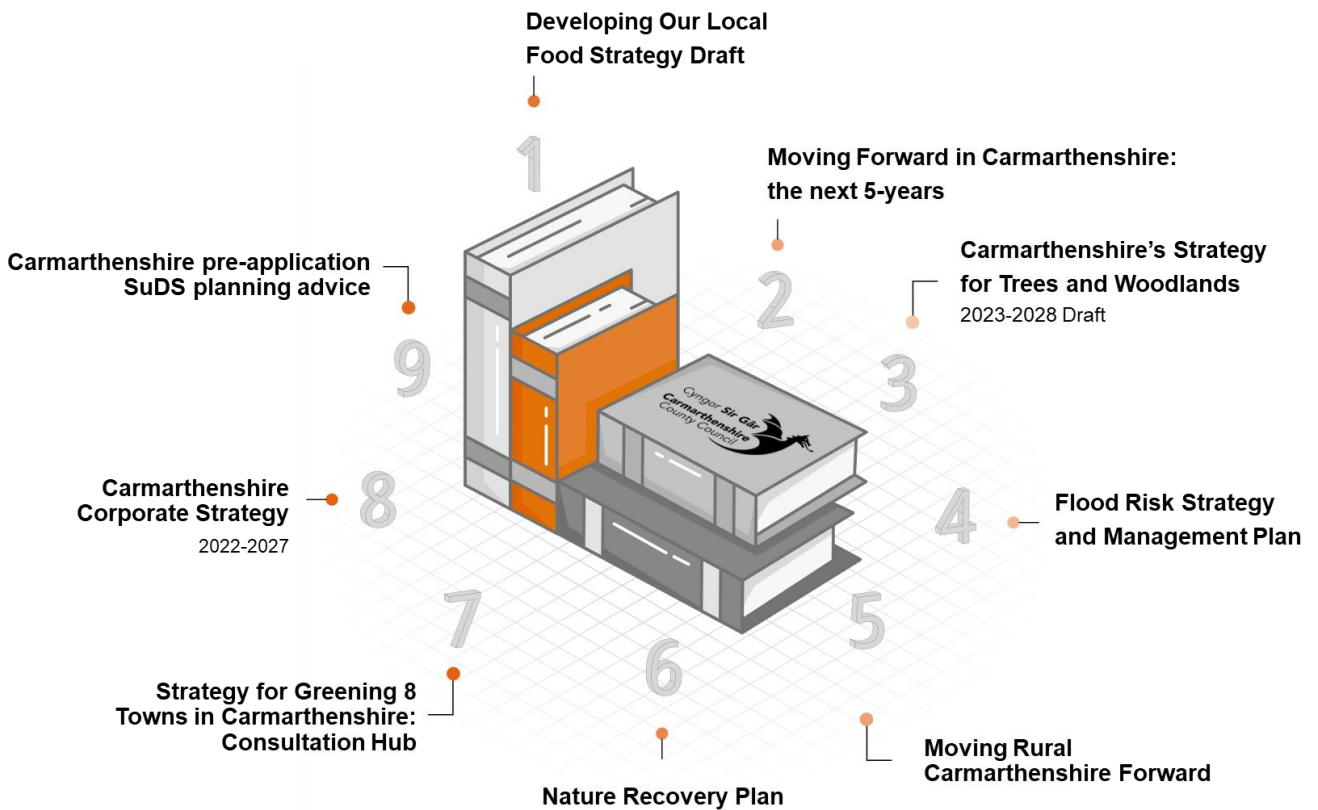 Developing Our Local
Food Strategy Draft
1
Moving Forward in Carmarthenshire:
the next 5-years
2
Carmarthenshire's Strategy
for Trees and Woodlands
2023-2028 Draft
3
Flood Risk Strategy
and Management Plan
4
Moving Rural
Carmarthenshire Forward
5
Nature Recovery Plan
6
Strategy for Greening 8
Towns in Carmarthenshire:
Consultation Hub
7
Carmarthenshire
Corporate Strategy
2022-2027
8
Carmarthenshire pre-application
SuDS planning advice
9
Cyngor Sir Gâr
Carmarthenshire
County Council